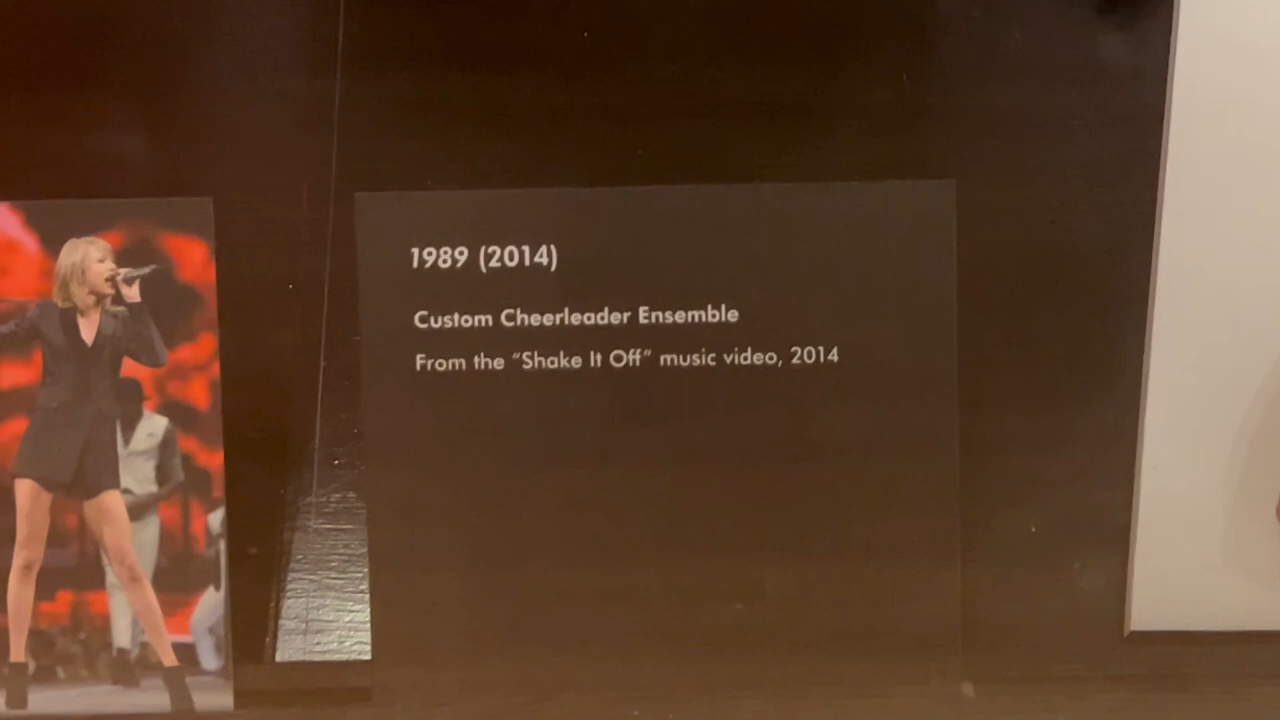 1989 (2014)
Custom Cheerleader Ensemble
From the “Shake It Off” music video, 2014